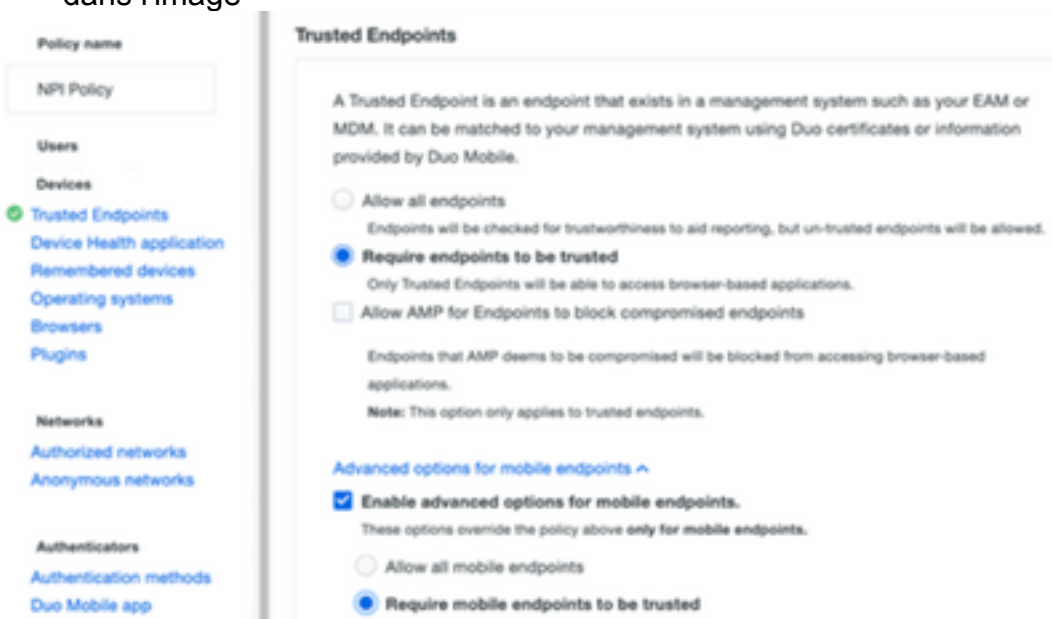 dans l'image
Policy name
NPI Policy
Users
Devices
Trusted Endpoints
Device Health application
Remembered devices
Operating systems
Browsers
Plugins
Networks
Authorized networks
Anonymous networks
Authenticators
Authentication methods
Duo Mobile app
Trusted Endpoints
A Trusted Endpoint is an endpoint that exists in a management system such as your EAM or
MDM. It can be matched to your management system using Duo certificates or information
provided by Duo Mobile.
Allow all endpoints
Endpoints will be checked for trustworthiness to aid reporting, but un-trusted endpoints will be allowed.
Require endpoints to be trusted
Only Trusted Endpoints will be able to access browser-based applications.
Allow AMP for Endpoints to block compromised endpoints
Endpoints that AMP deems to be compromised will be blocked from accessing browser-based
applications.
Note: This option only applies to trusted endpoints.
Advanced options for mobile endpoints
Enable advanced options for mobile endpoints.
These options override the policy above only for mobile endpoints.
Allow all mobile endpoints
Require mobile endpoints to be trusted